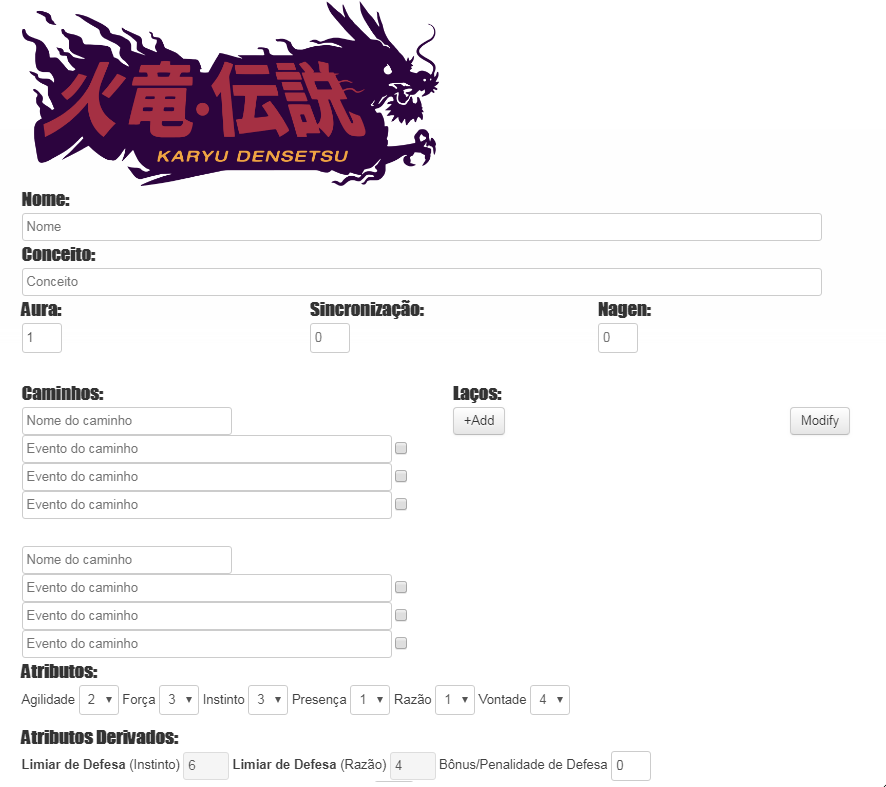 火竜・伝説
KARYU DENSETSU
Nome:
Nome
Conceito:
Conceito
Aura: Sincronização: Nagen:
1 0 0
Caminhos: Laços:
Nome do caminho +Add Modify
Evento do caminho
Evento do caminho
Evento do caminho
Nome do caminho
Evento do caminho
Evento do caminho
Evento do caminho
Atributos:
Agilidade 2 Força 3 Instinto 3 Presença 1 Razão 1 Vontade 4
Atributos Derivados:
Limiar de Defesa (Instinto) 6 Limiar de Defesa (Razão) 4 Bônus/Penalidade de Defesa 0